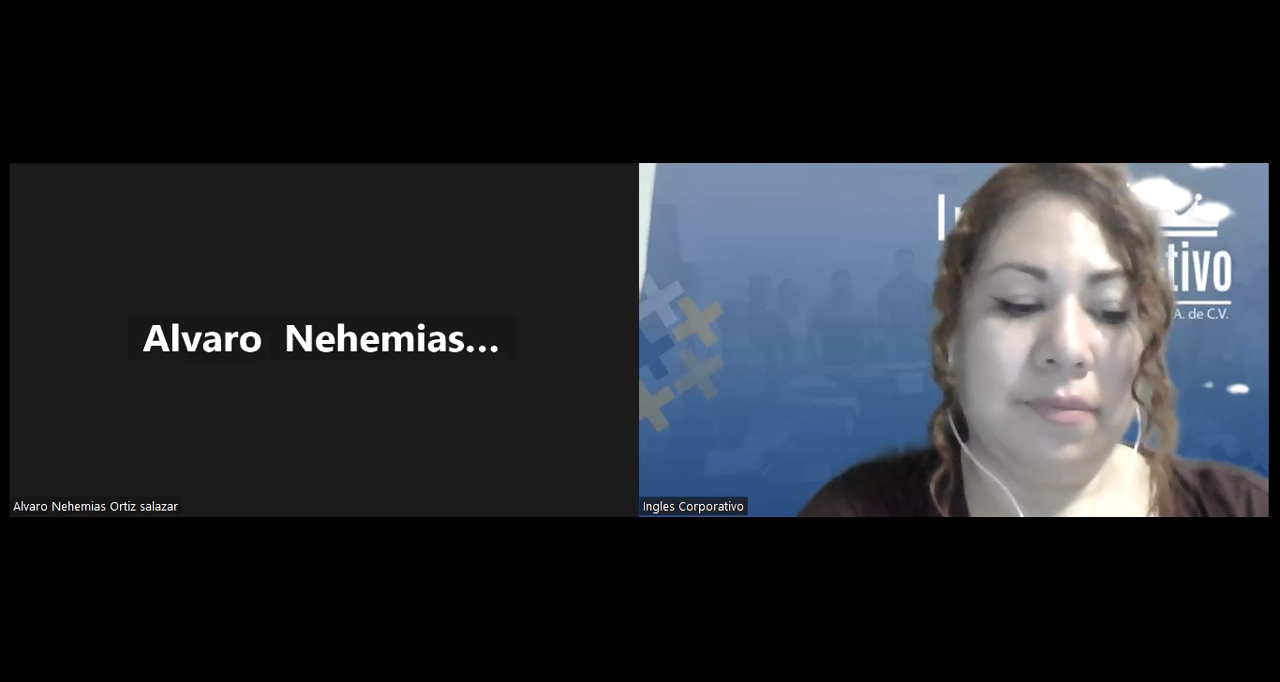 Alvaro Nehemias...
Alvaro Nehemias Ortiz salazar
tivo
A. de C.V.
Ingles Corporativo